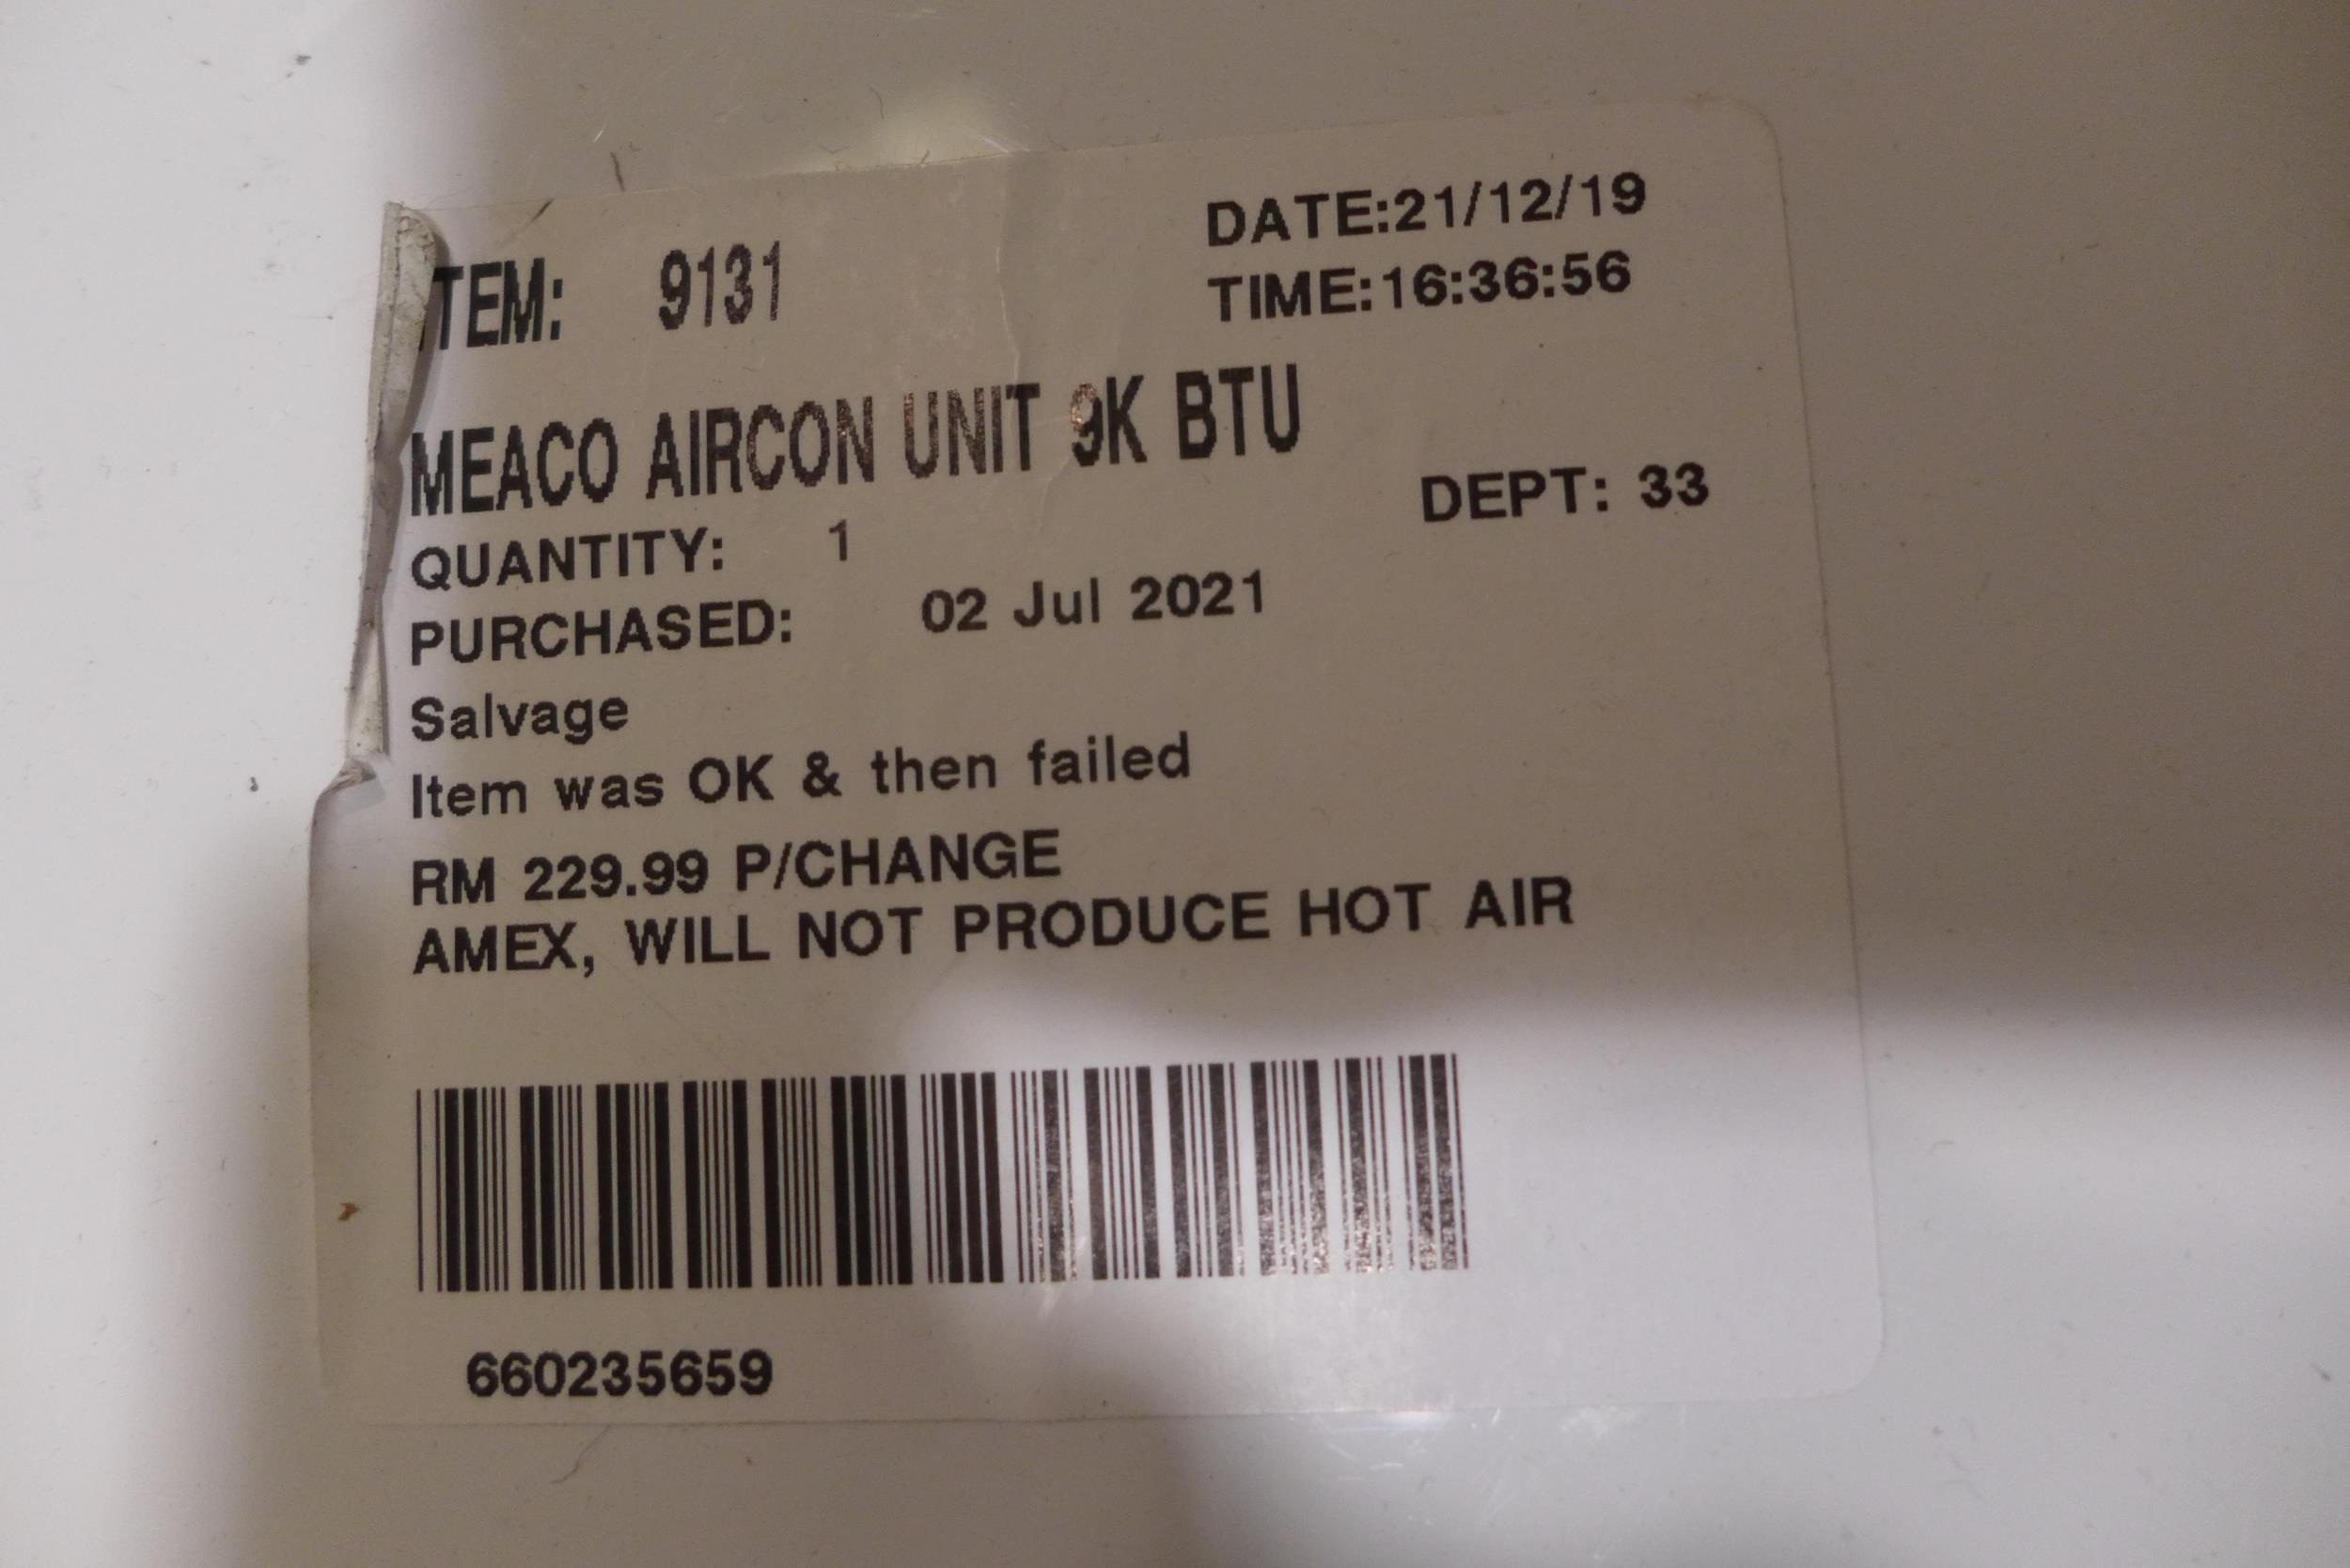 ITEM: 9131
DATE:21/12/19
TIME:16:36:56
MEACO AIRCON UNIT 9K BTU
DEPT: 33
QUANTITY: 1
PURCHASED: 02 Jul 2021
Salvage
Item was OK & then failed
RM 229.99 P/CHANGE
AMEX, WILL NOT PRODUCE HOT AIR
660235659